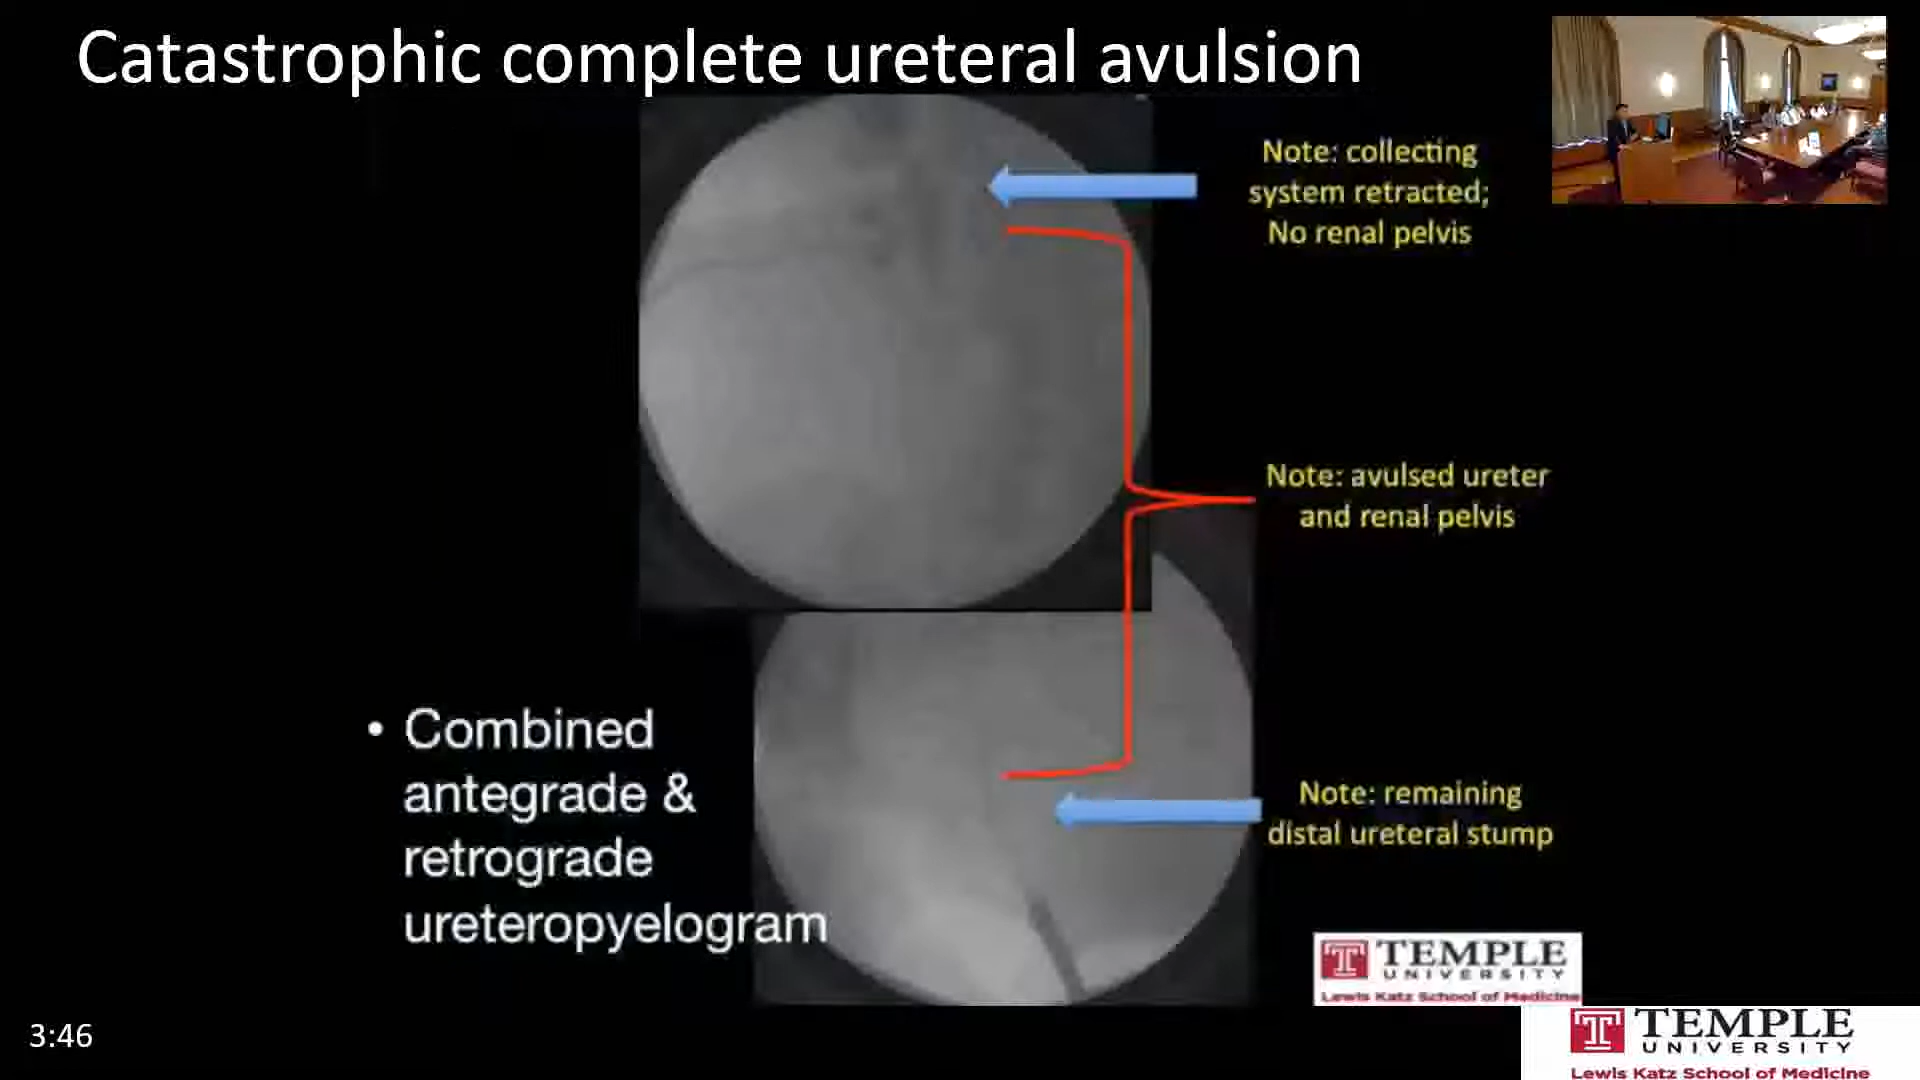 Catastrophic complete ureteral avulsion
Note: collecting
system retracted;
No renal pelvis
Note: avulsed ureter
and renal pelvis
• Combined
antegrade &
retrograde
ureteropyelogram
Note: remaining
distal ureteral stump
TEMPLE
UNIVERSITY
Lewis Katz School of Medicine
3:46
TEMPLE
UNIVERSITY
Lewis Katz School of Medicine